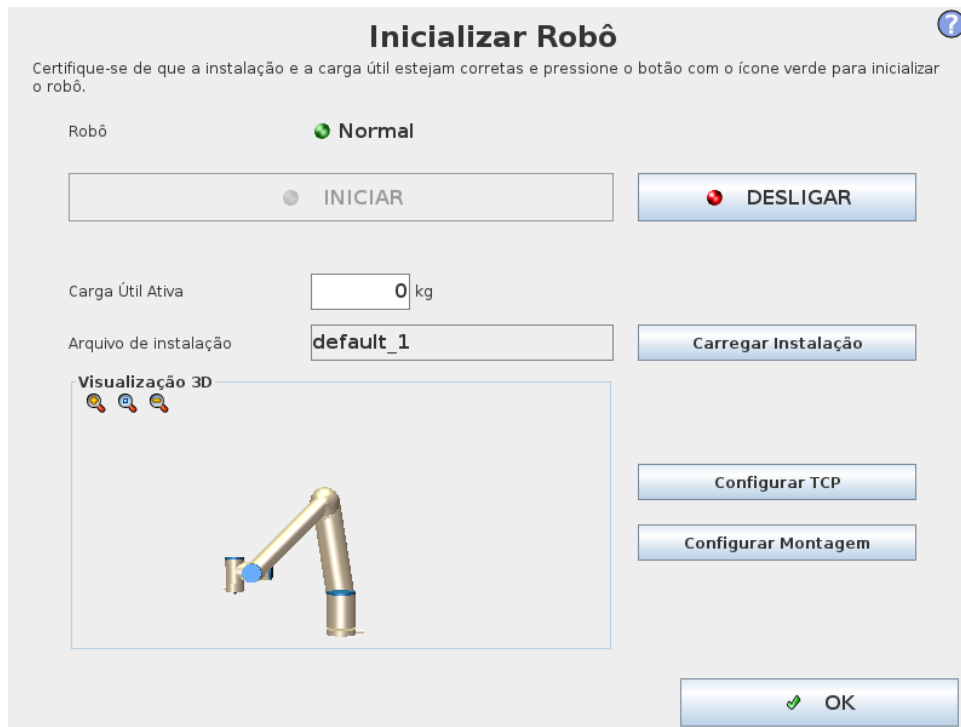 Inicializar Robô
?
Certifique-se de que a instalação e a carga útil estejam corretas e pressione o botão com o ícone verde para inicializar
o robô.
Robô Normal
INICIAR DESLIGAR
Carga Útil Ativa 0 kg
Arquivo de instalação default_1 Carregar Instalação
Visualização 3D
Configurar TCP
Configurar Montagem
OK